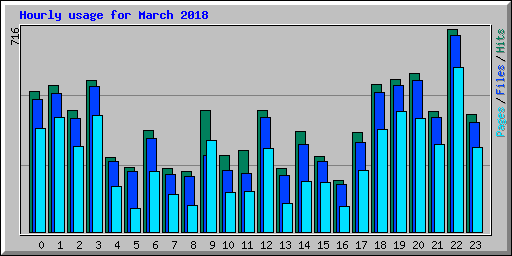 Hourly usage for March 2018
716
Pages/Files/Hits
0 1 2 3 4 5 6 7 8 9 10 11 12 13 14 15 16 17 18 19 20 21 22 23